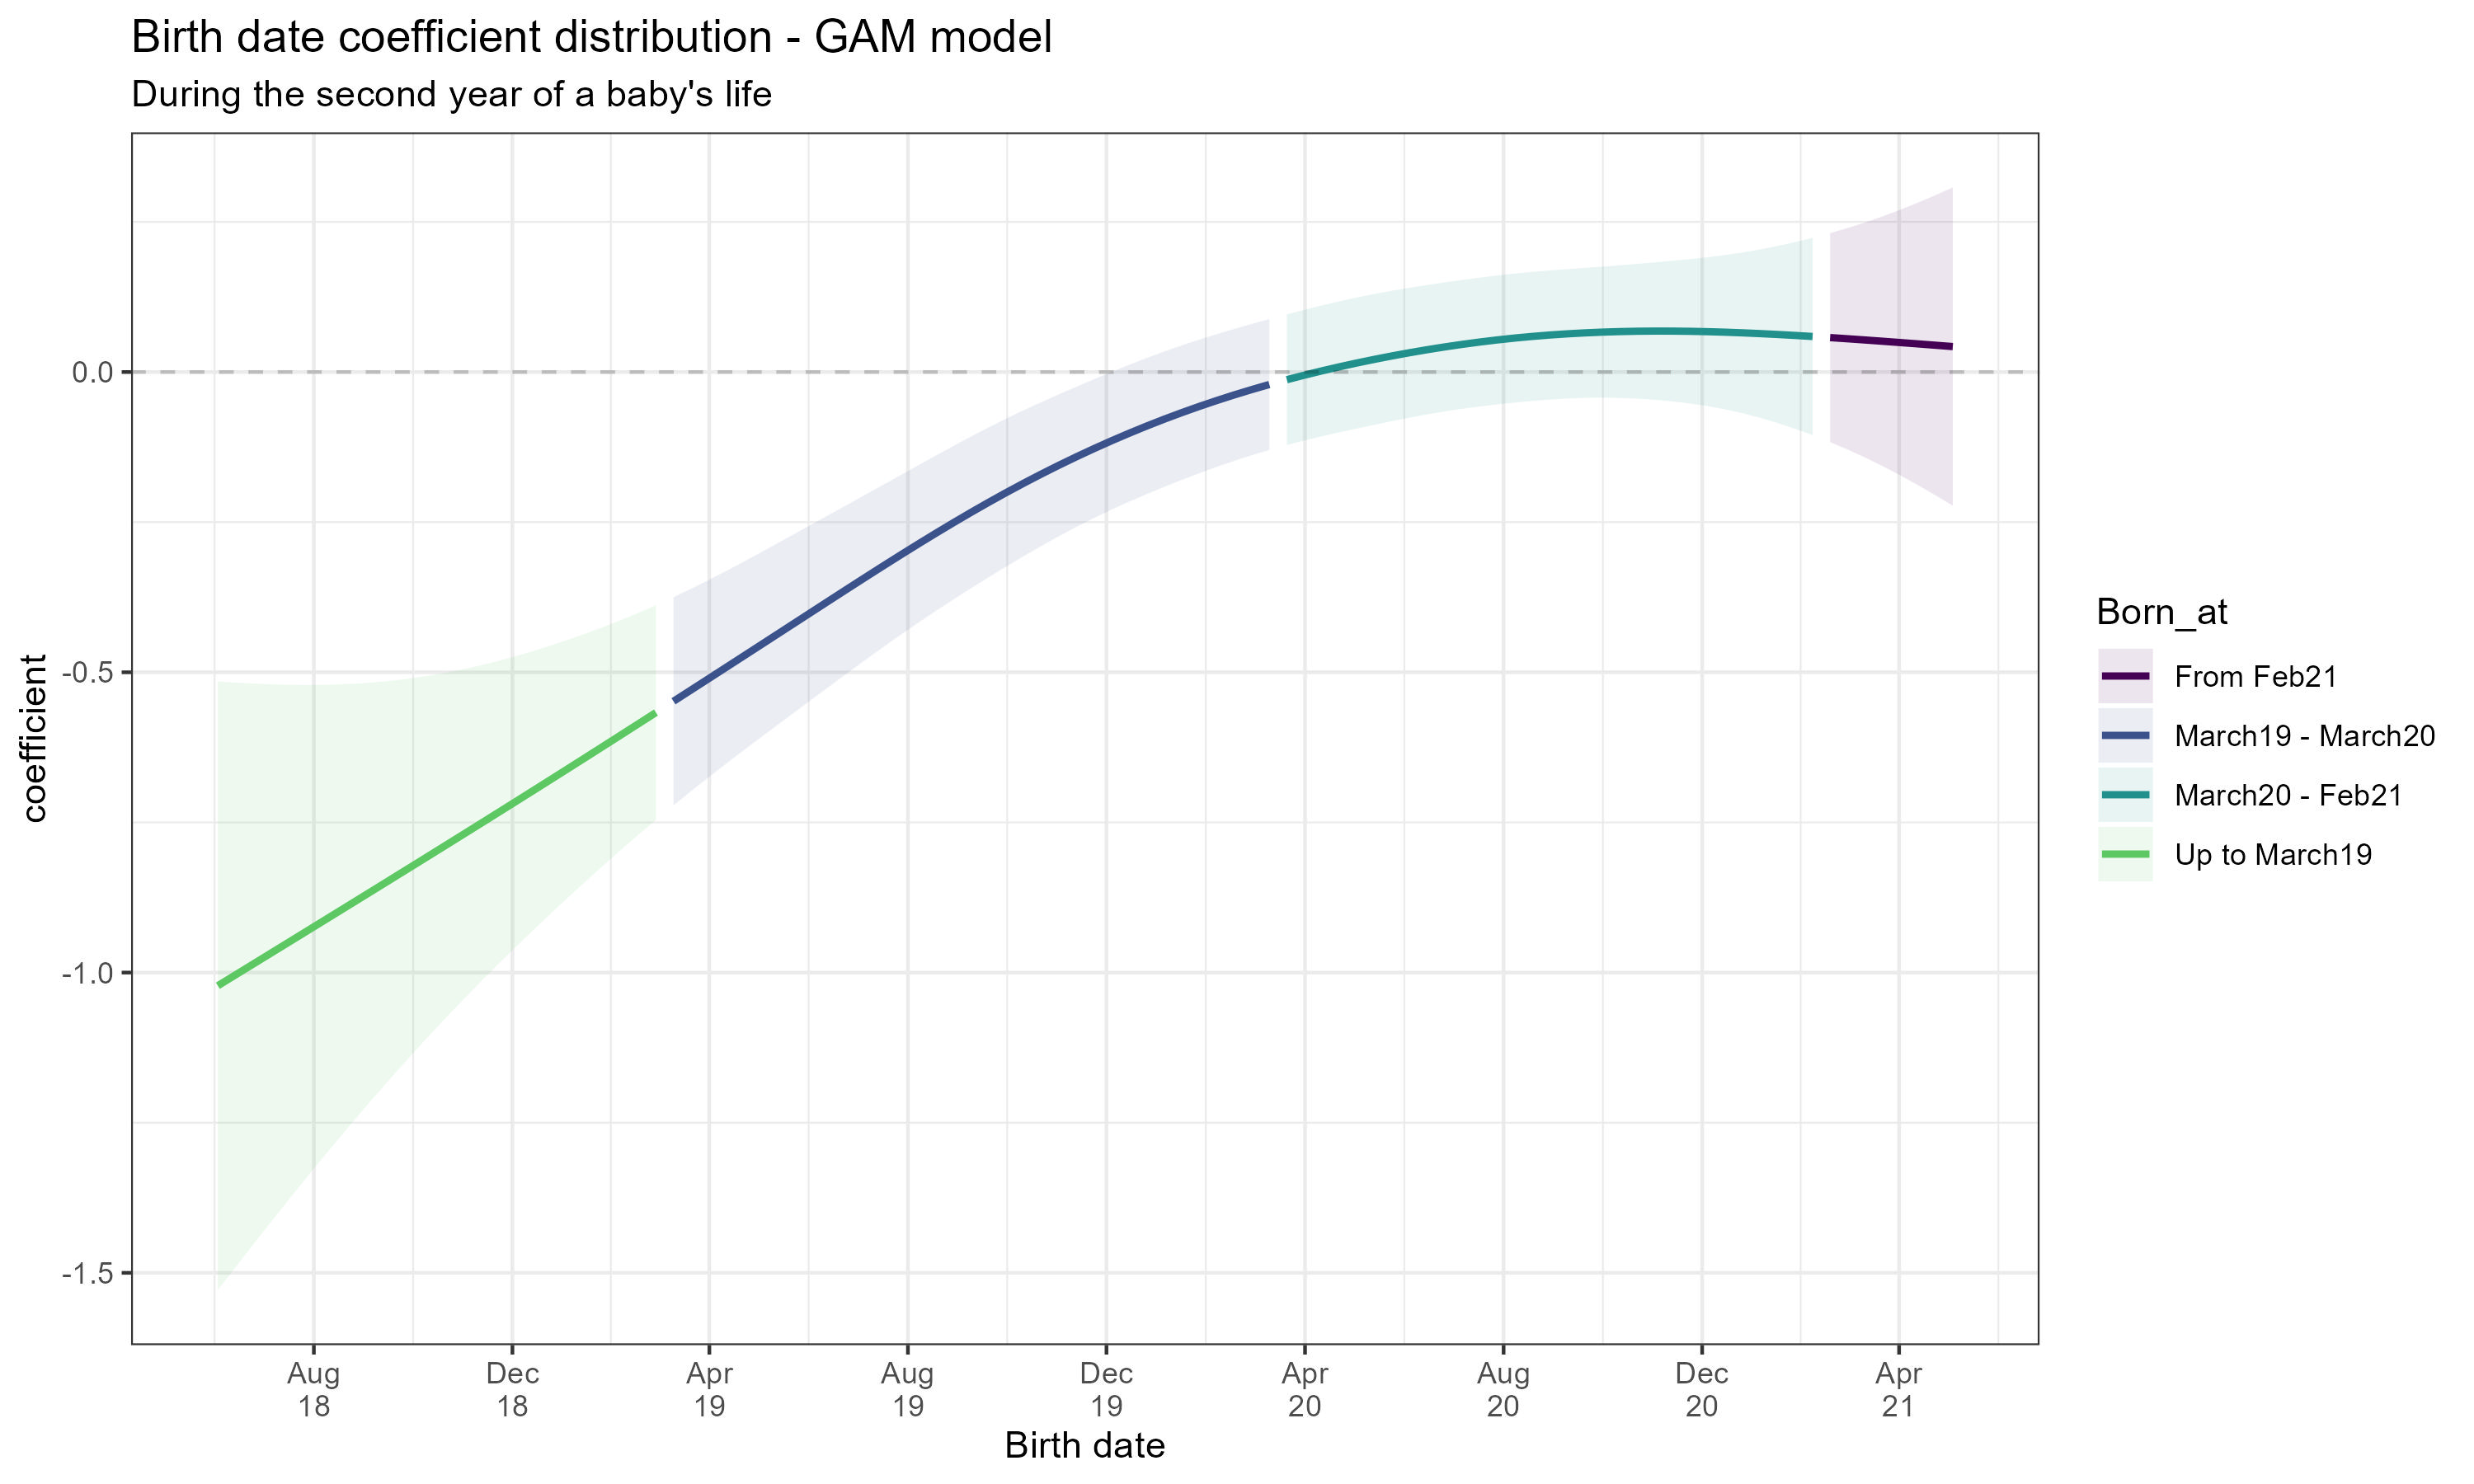 Birth date coefficient distribution - GAM model
During the second year of a baby's life
coefficient
0.0
-0.5
-1.0
-1.5
Aug
18
Dec
18
Apr
19
Aug
19
Dec
19
Apr
20
Aug
20
Dec
20
Apr
21
Birth date
Born_at
From Feb21
March19 - March20
March20 - Feb21
Up to March19